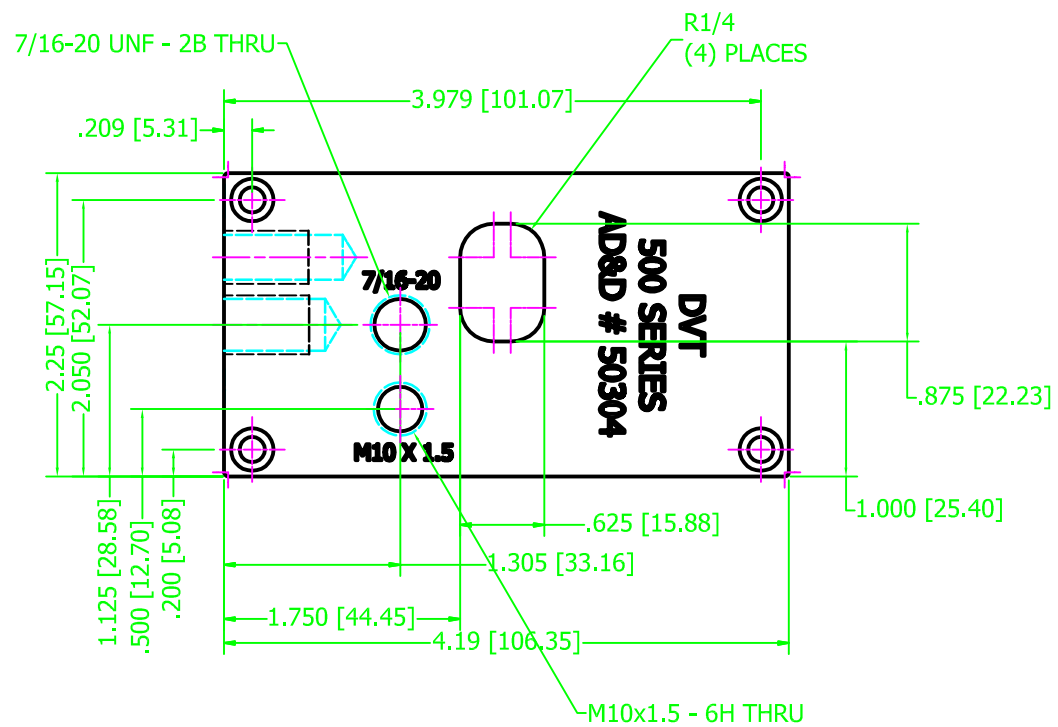 R1/4
(4) PLACES
7/16-20 UNF - 2B THRU
3.979 [101.07]
.209 [5.31]
7/16-20
DVT
500 SERIES
AD&D # 50304
2.25 [57.15]
2.050 [52.07]
.875 [22.23]
M10 X 1.5
1.000 [25.40]
.625 [15.88]
1.125 [28.58]
.500 [12.70]
.200 [5.08]
1.305 [33.16]
1.750 [44.45]
4.19 [106.35]
M10x1.5 - 6H THRU